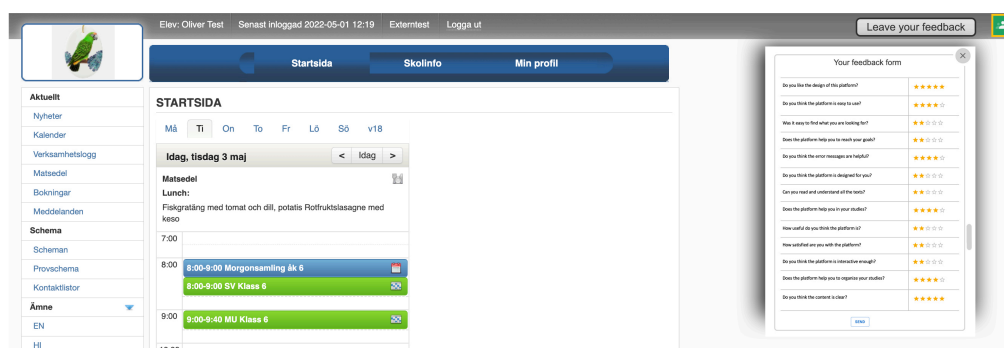 Elev: Oliver Test Senast inloggad 2022-05-01 12:19 Externtest Logga ut
Leave your feedback
Startsida Skolinfo Min profil
Aktuellt
Nyheter
Kalender
Verksamhetslogg
Matsedel
Bokningar
Meddelanden
Schema
Scheman
Provschema
Kontaktlistor
Ämne
EN
HI
STARTSIDA
Må Ti On To Fr Lö Sö v18
Idag, tisdag 3 maj < Idag >
Matsedel
Lunch:
Fiskgratäng med tomat och dill, potatis Rotfruktslasagne med
keso
7:00
8:00 8:00-9:00 Morgonsamling åk 6
8:00-9:00 SV Klass 6
9:00 9:00-9:40 MU Klass 6
Your feedback form
Do you like the design of this platform?
Do you think the platform is easy to use?
Was it easy to find what you are looking for?
Does the platform help you to reach your goals?
Do you think the error messages are helpful?
Do you think the platform is designed for you?
Can you read and understand all the texts?
Does the platform help you in your studies?
How useful do you think the platform is?
How satisfied are you with the platform?
Do you think the platform is interactive enough?
Does the platform help you to organize your studies?
Do you think the content is clear?
SEND